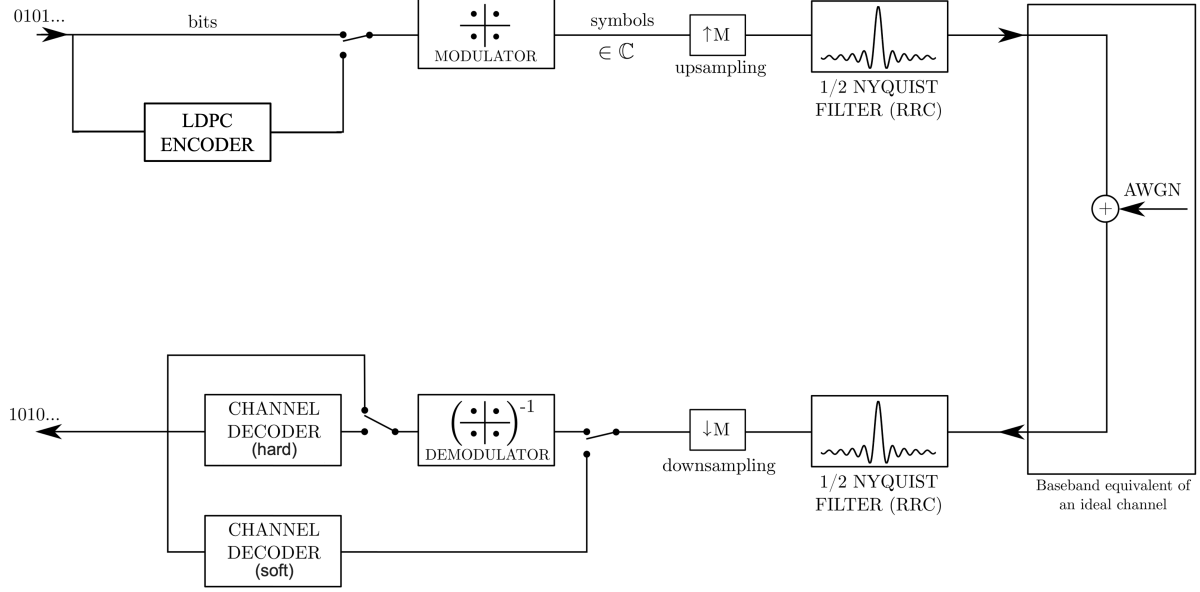 0101...
bits
MODULATOR
symbols
∈ ℂ
↑M
upsampling
1/2 NYQUIST
FILTER (RRC)
LDPC
ENCODER
+
AWGN
1010...
CHANNEL
DECODER
(hard)
( )-1
DEMODULATOR
↓M
downsampling
1/2 NYQUIST
FILTER (RRC)
Baseband equivalent of
an ideal channel
CHANNEL
DECODER
(soft)